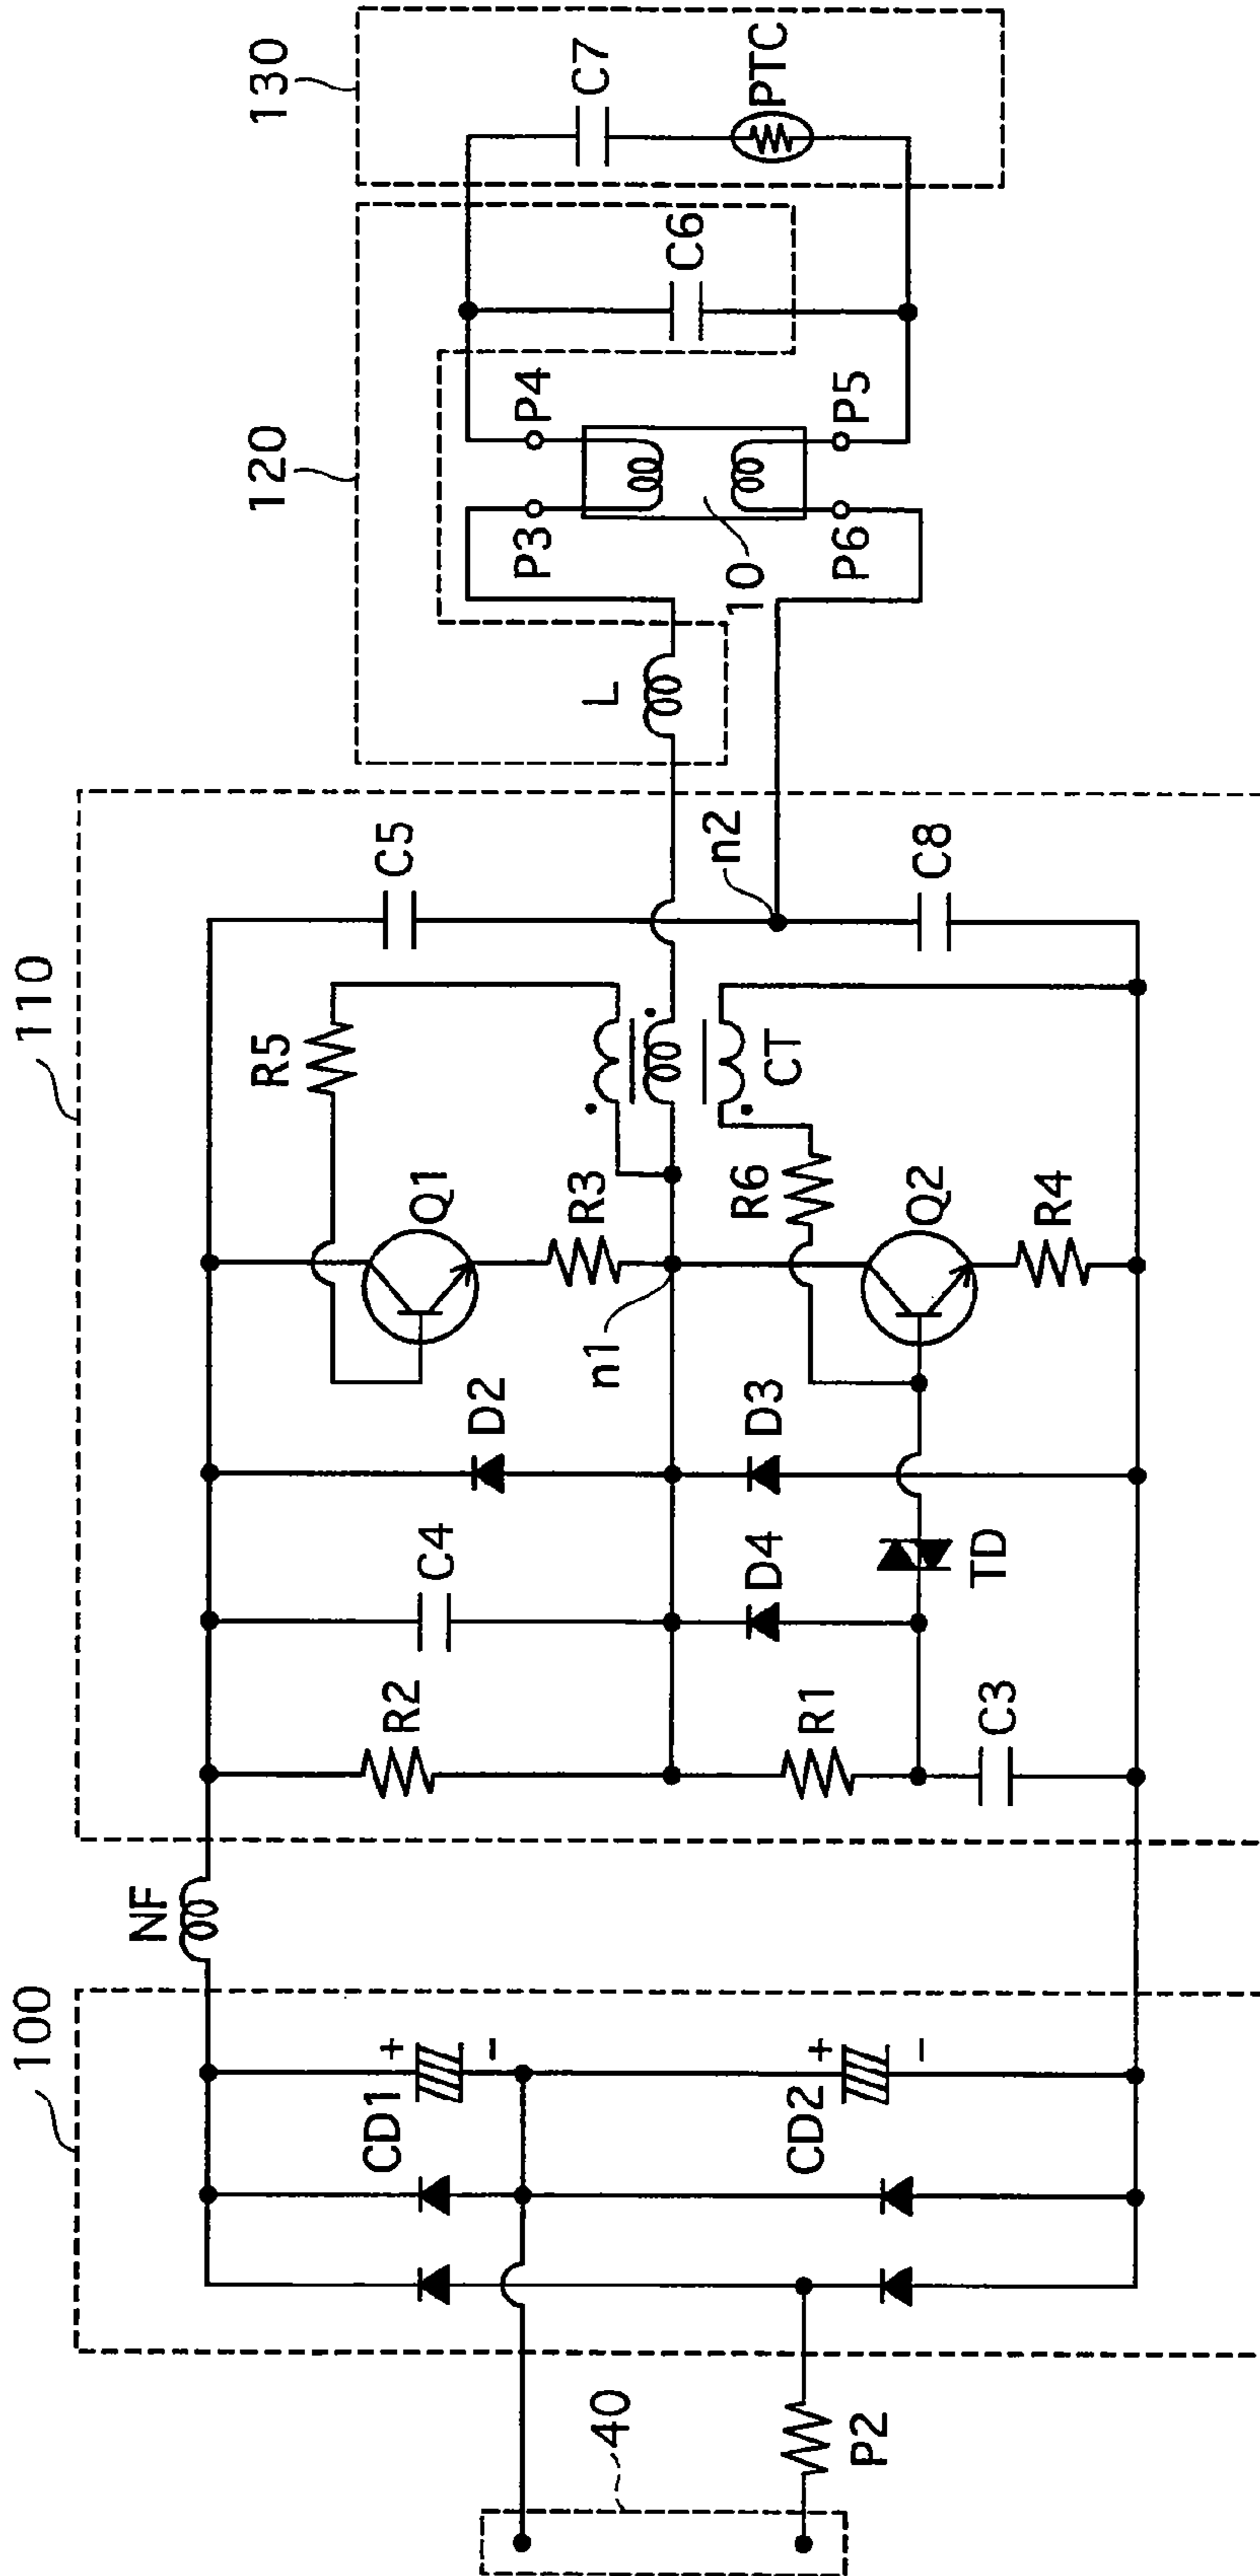 130
C7
PTC
120
C6
P4
P5
P3
P6
10
L
110
n2
C5
C8
R5
CT
Q1
R3
R6
Q2
R4
n1
D2
D3
C4
D4
TD
R2
R1
C3
NF
100
+
-
+
-
CD1
CD2
40
P2